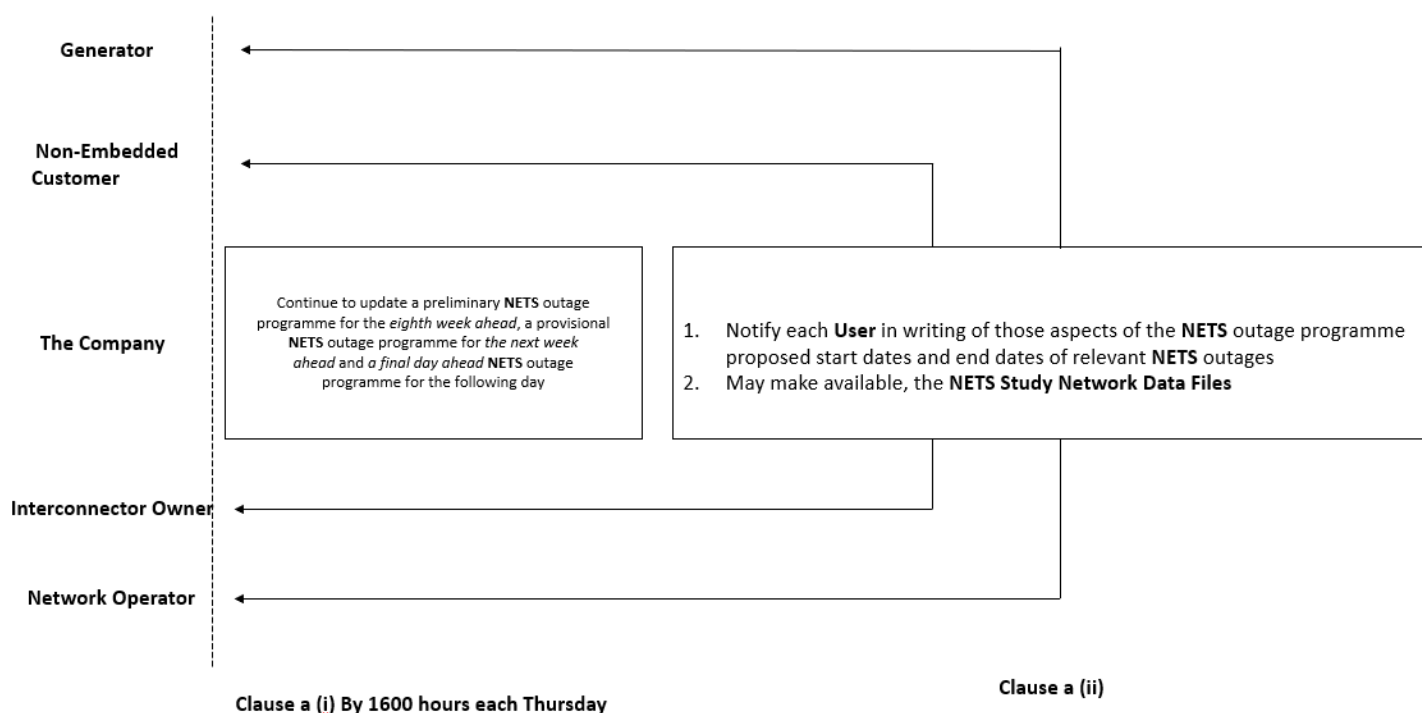 Generator
Non-Embedded
Customer
The Company
Continue to update a preliminary NETS outage
programme for the eighth week ahead, a provisional
NETS outage programme for the next week
ahead and a final day ahead NETS outage
programme for the following day
1. Notify each User in writing of those aspects of the NETS outage programme
proposed start dates and end dates of relevant NETS outages
2. May make available, the NETS Study Network Data Files
Interconnector Owner
Network Operator
Clause a (i) By 1600 hours each Thursday
Clause a (ii)